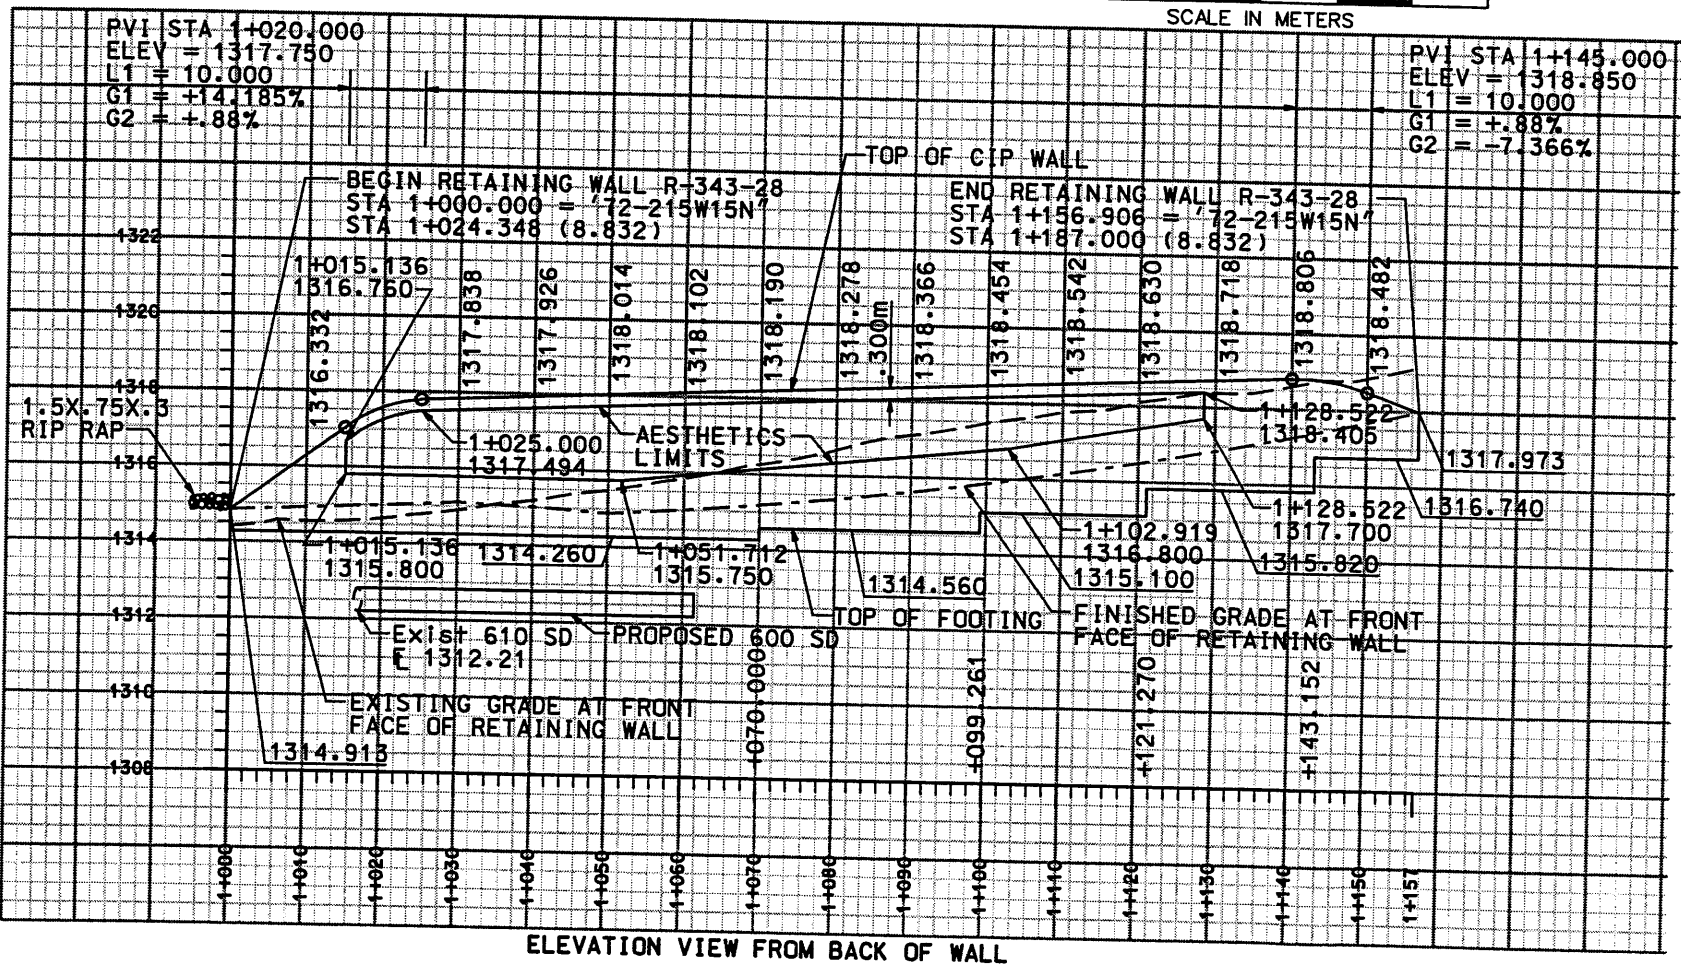 SCALE IN METERS
PVI STA 1+020.000
ELEV = 1317.750
L1 = 10.000
G1 = +14.185%
G2 = +.88%
PVI STA 1+145.000
ELEV = 1318.850
L1 = 10.000
G1 = +.88%
G2 = -7.366%
TOP OF CIP WALL
BEGIN RETAINING WALL R-343-28
STA 1+000.000 = '72-215W15N"
STA 1+024.348 (8.832)
END RETAINING WALL R-343-28
STA 1+156.906 = '72-215W15N"
STA 1+187.000 (8.832)
1322
1320
1318
1316
1314
1312
1310
1308
1+015.136
1316.760
1316.332
1317.838
1317.926
1318.014
1318.102
1318.190
1318.278
.300m
1318.366
1318.454
1318.542
1318.630
1318.718
1318.806
1318.482
1.5X.75X.3
RIP RAP
1+025.000
1317.494
AESTHETICS
LIMITS
1+128.522
1318.405
1317.973
1316.740
1+128.522
1317.700
1315.820
1+102.919
1316.800
1315.100
1+015.136
1315.800
1314.260
1+051.712
1315.750
1314.560
TOP OF FOOTING
FINISHED GRADE AT FRONT
FACE OF RETAINING WALL
Exist 610 SD
FL 1312.21
PROPOSED 600 SD
EXISTING GRADE AT FRONT
FACE OF RETAINING WALL
1314.913
+070.000
+099.261
+121.270
+143.152
1+000
1+010
1+020
1+030
1+040
1+050
1+060
1+070
1+080
1+090
1+100
1+110
1+120
1+130
1+140
1+150
1+157
ELEVATION VIEW FROM BACK OF WALL